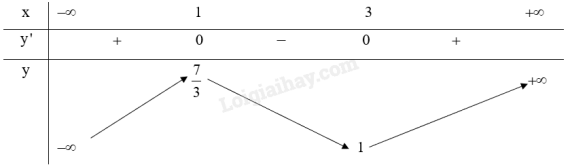 x −∞ 1 3 +∞
y' + 0 − 0 +
y 7/3 +∞
Loigiaihay.com
−∞ 1